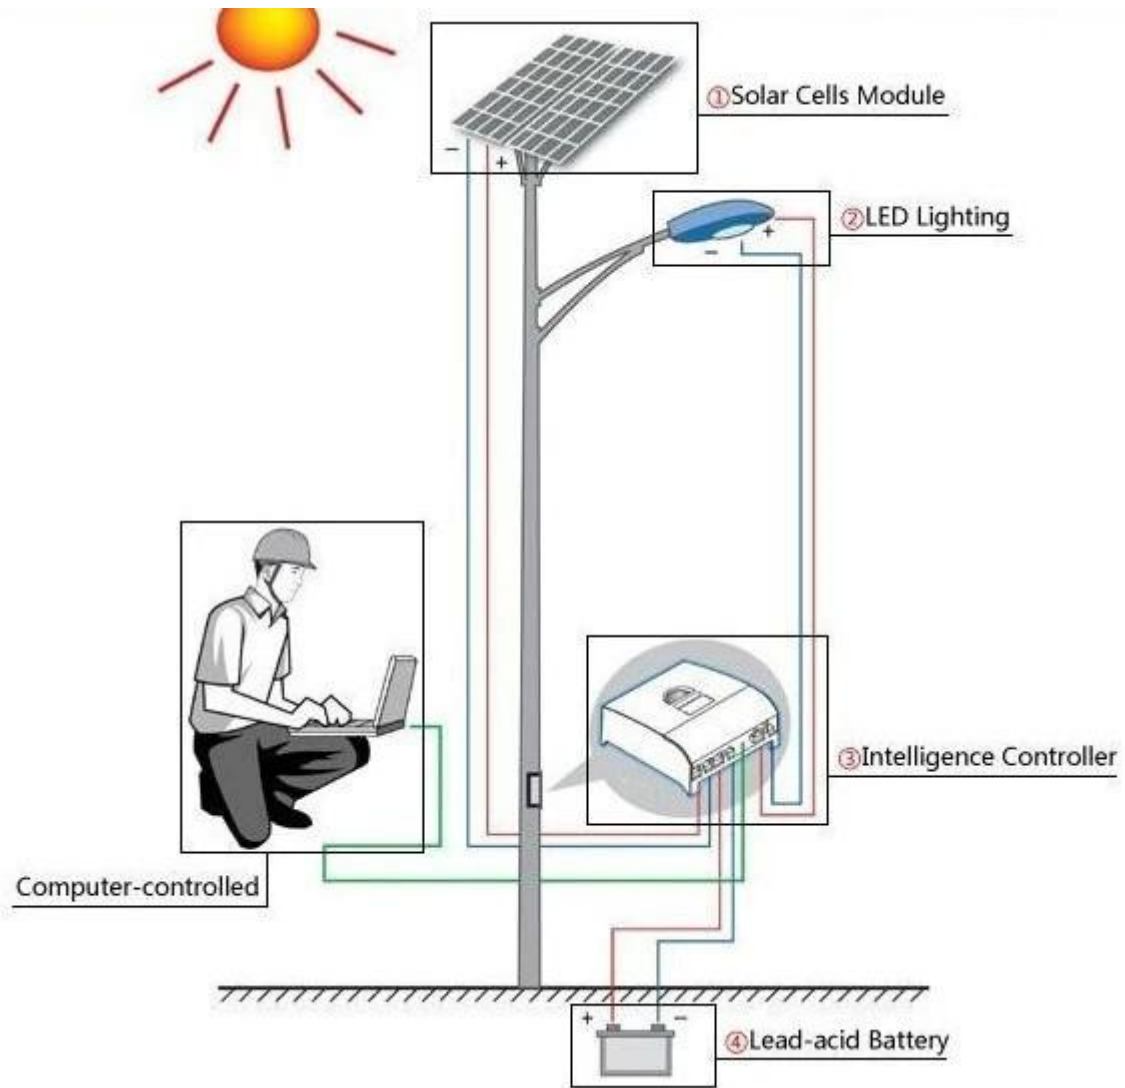 ①Solar Cells Module
− +
②LED Lighting
+
−
③Intelligence Controller
Computer-controlled
+ −
④Lead-acid Battery